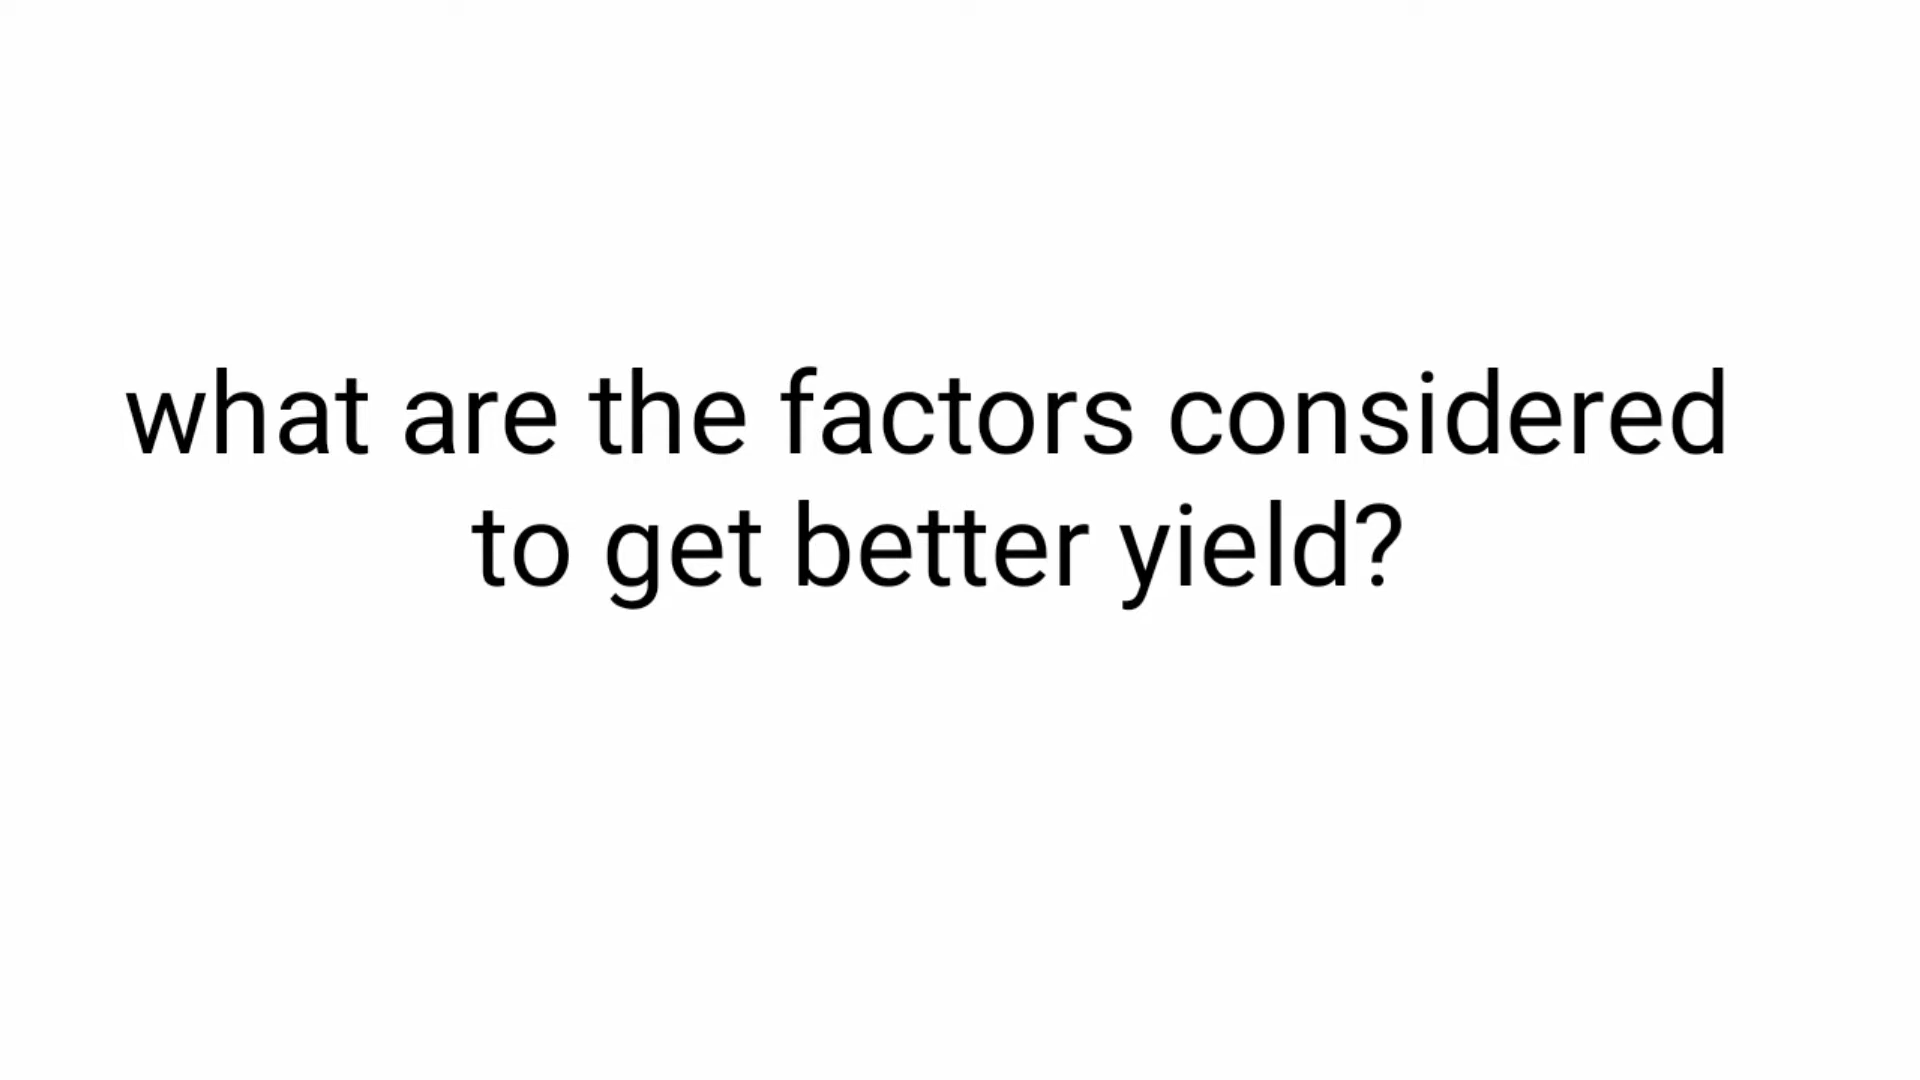 what are the factors considered
to get better yield?